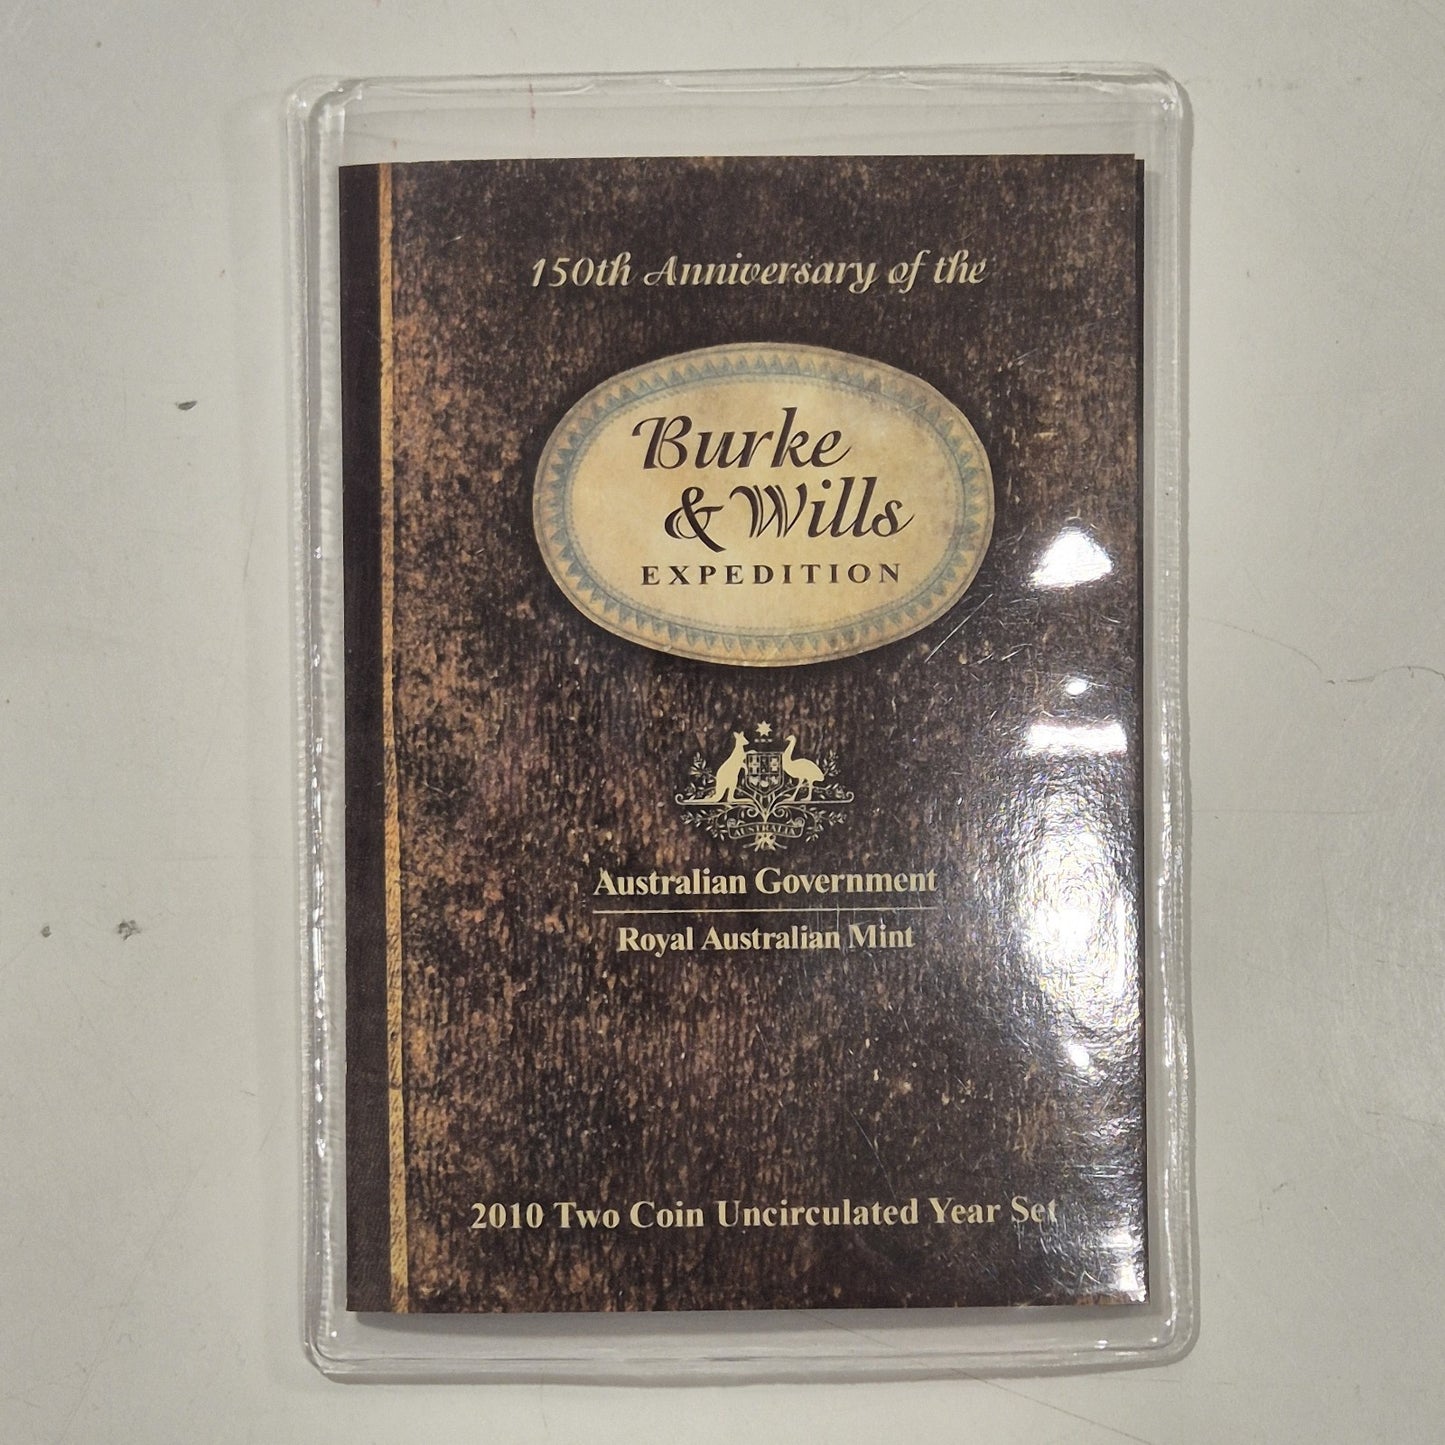 150th Anniversary of the
Burke
& Wills
EXPEDITION
AUSTRALIA
Australian Government
Royal Australian Mint
2010 Two Coin Uncirculated Year Set